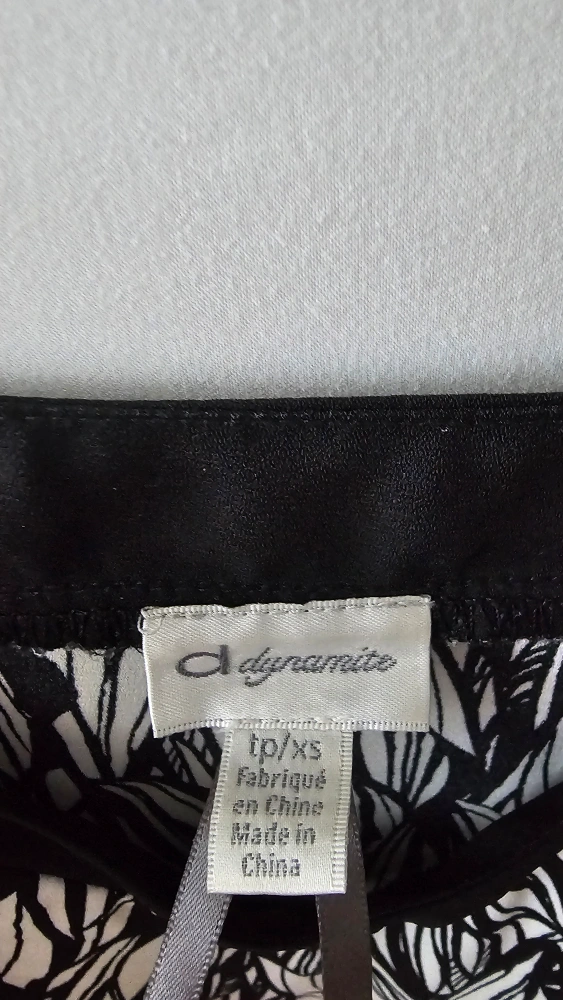 d dynamite
tp/xs
Fabriqué
en Chine
Made in
China